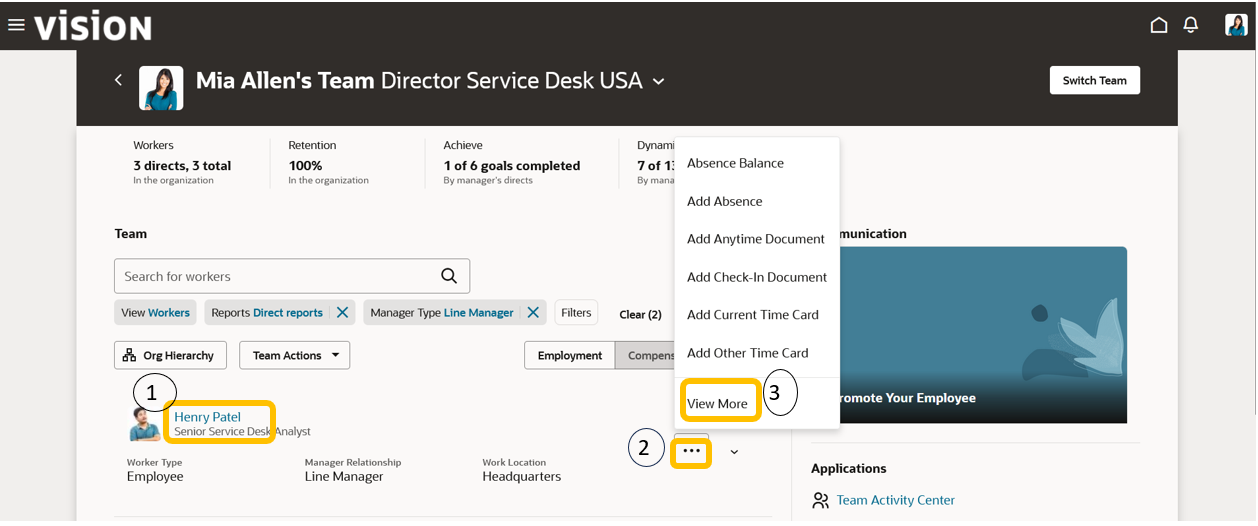 vision
Mia Allen's Team Director Service Desk USA
Switch Team
Workers
3 directs, 3 total
In the organization
Retention
100%
In the organization
Achieve
1 of 6 goals completed
By manager's directs
Dynami
7 of 13
By mana
Absence Balance
Add Absence
Add Anytime Document
Add Check-In Document
Add Current Time Card
Add Other Time Card
View More
3
Team
Search for workers
View Workers
Reports Direct reports
Manager Type Line Manager
Filters
Clear (2)
Org Hierarchy
Team Actions
Employment
Compens
1
Henry Patel
Senior Service Desk Analyst
2
...
Worker Type
Employee
Manager Relationship
Line Manager
Work Location
Headquarters
munication
romote Your Employee
Applications
Team Activity Center